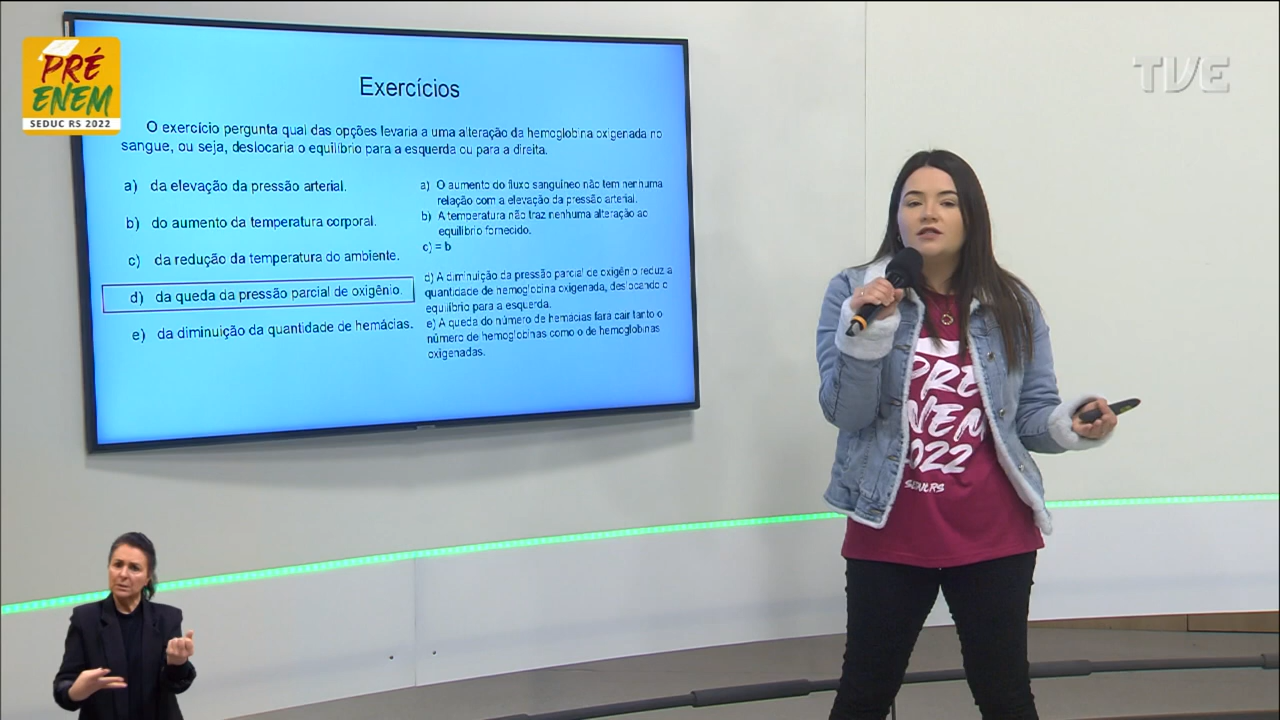 PRÉ
ENEM
SEDUC RS 2022
TVE
Exercícios
O exercício pergunta qual das opções levaria a uma alteração da hemoglobina oxigenada no
sangue, ou seja, deslocaria o equilíbrio para a esquerda ou para a direita.
a) da elevação da pressão arterial.
b) do aumento da temperatura corporal.
c) da redução da temperatura do ambiente.
d) da queda da pressão parcial de oxigênio.
e) da diminuição da quantidade de hemácias.
a) O aumento do fluxo sanguíneo não tem nenhuma
relação com a elevação da pressão arterial.
b) A temperatura não traz nenhuma alteração ao
equilíbrio fornecido.
c) = b
d) A diminuição da pressão parcial de oxigênio reduz a
quantidade de hemoglobina oxigenada, deslocando o
equilíbrio para a esquerda.
e) A queda do número de hemácias fará cair tanto o
número de hemoglobinas como o de hemoglobinas
oxigenadas.
PRÉ
ENEM
2022
SEDUC RS